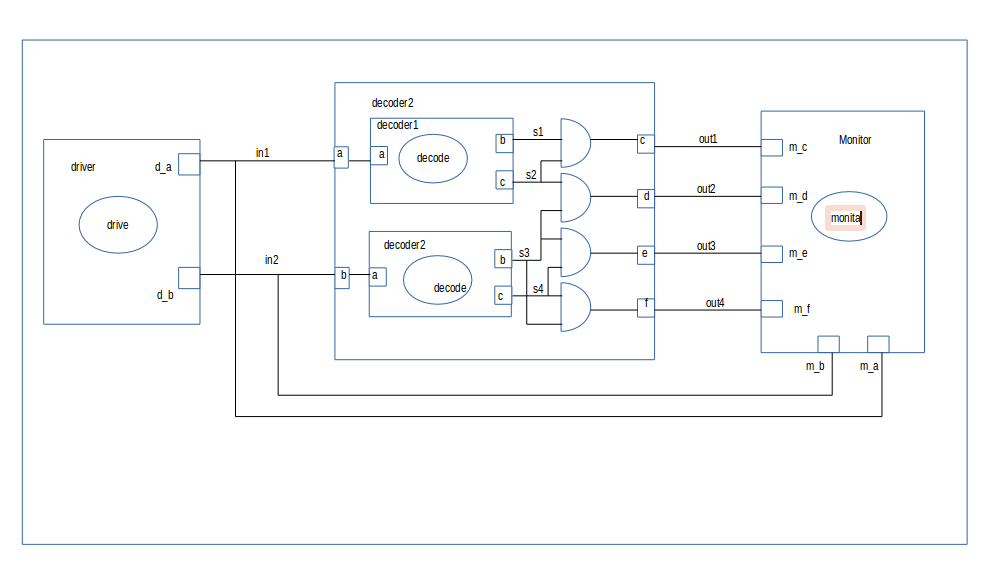 decoder2
decoder1
driver
d_a
in1
a
a
decode
b
s1
c
s2
c
out1
m_c
Monitor
d
out2
m_d
drive
monita
decoder2
b
s3
e
out3
m_e
in2
b
a
decode
c
s4
d_b
f
out4
m_f
m_b
m_a